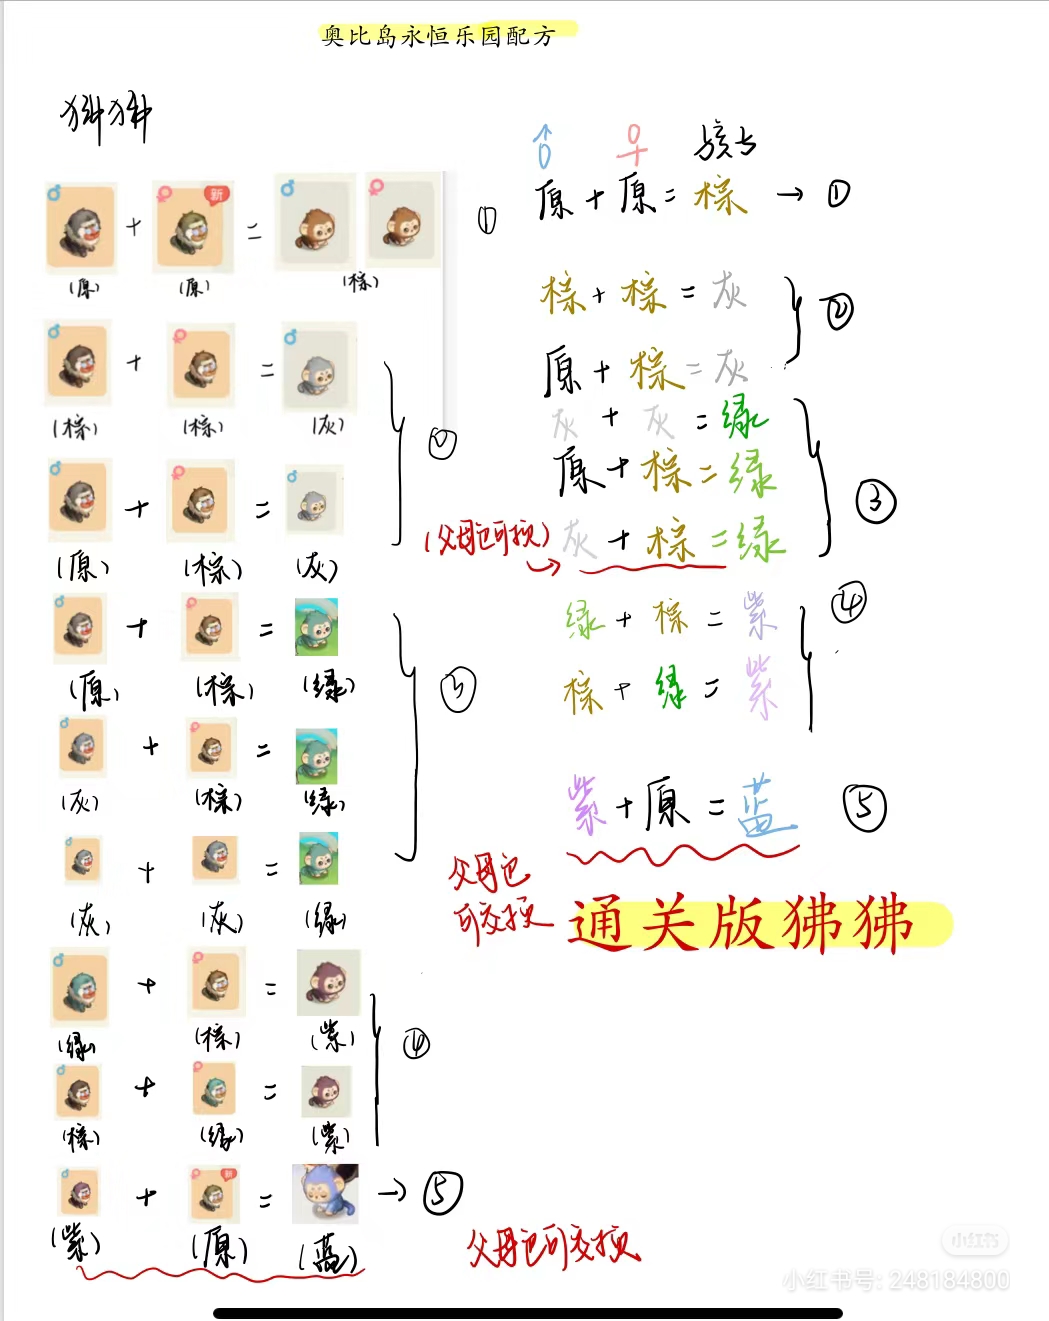 奥比岛永恒乐园配方
狒狒
♂ ♀ 孩子
原 + 原 = 棕 → ①
新
+ = ①
(原) (原) (棕)
棕 + 棕 = 灰
原 + 棕 = 灰
②
+ =
(棕) (棕) (灰)
②
灰 + 灰 = 绿
原 + 棕 = 绿
(父母色可换) 灰 + 棕 = 绿
③
+ =
(原) (棕) (灰)
绿 + 棕 = 紫
棕 + 绿 = 紫
④
+ =
(原) (棕) (绿)
③
+ =
(灰) (棕) (绿)
紫 + 原 = 蓝 ⑤
+ =
(灰) (灰) (绿)
父母色
可交换
通关版狒狒
+ =
(绿) (棕) (紫)
④
+ =
(棕) (绿) (紫)
新
+ = → ⑤
(紫) (原) (蓝)
父母色可交换
小红书
小红书号: 248184800